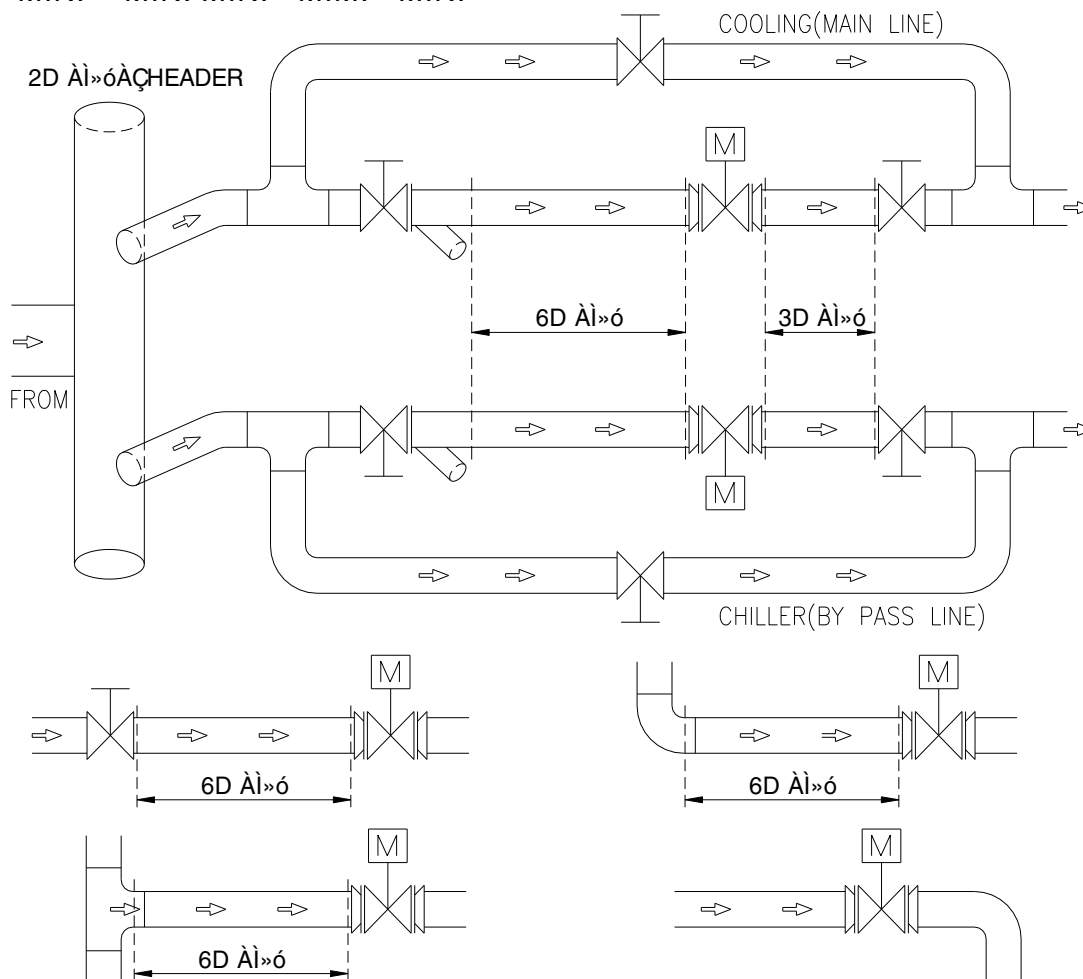 COOLING(MAIN LINE)
2D ÀÌ»óÀÇHEADER
M
6D ÀÌ»ó
3D ÀÌ»ó
FROM
M
CHILLER(BY PASS LINE)
M
M
6D ÀÌ»ó
6D ÀÌ»ó
M
M
6D ÀÌ»ó